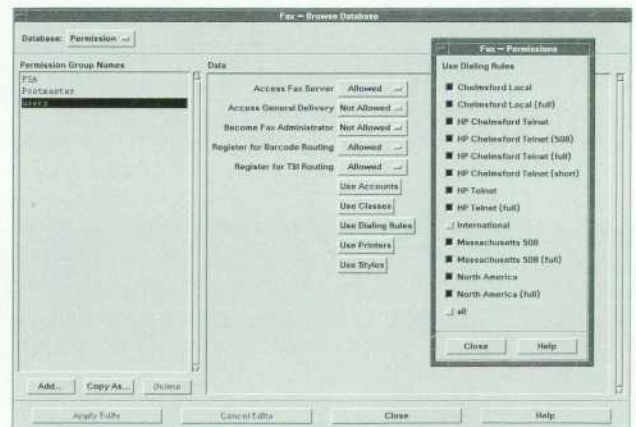 Fax – Browse Database
Database: Permission
Permission Group Names
FSA
Postmaster
users
Data
Access Fax Server Allowed
Access General Delivery Not Allowed
Become Fax Administrator Not Allowed
Register for Barcode Routing Allowed
Register for TSI Routing Allowed
Use Accounts
Use Classes
Use Dialing Rules
Use Printers
Use Styles
Add... Copy As... Delete
Apply Edits Cancel Edits Close Help
Fax – Permissions
Use Dialing Rules
Chelmsford Local
Chelmsford Local (full)
HP Chelmsford Telnet
HP Chelmsford Telnet (508)
HP Chelmsford Telnet (full)
HP Chelmsford Telnet (short)
HP Telnet
HP Telnet (full)
International
Massachusetts 508
Massachusetts 508 (full)
North America
North America (full)
all
Close Help